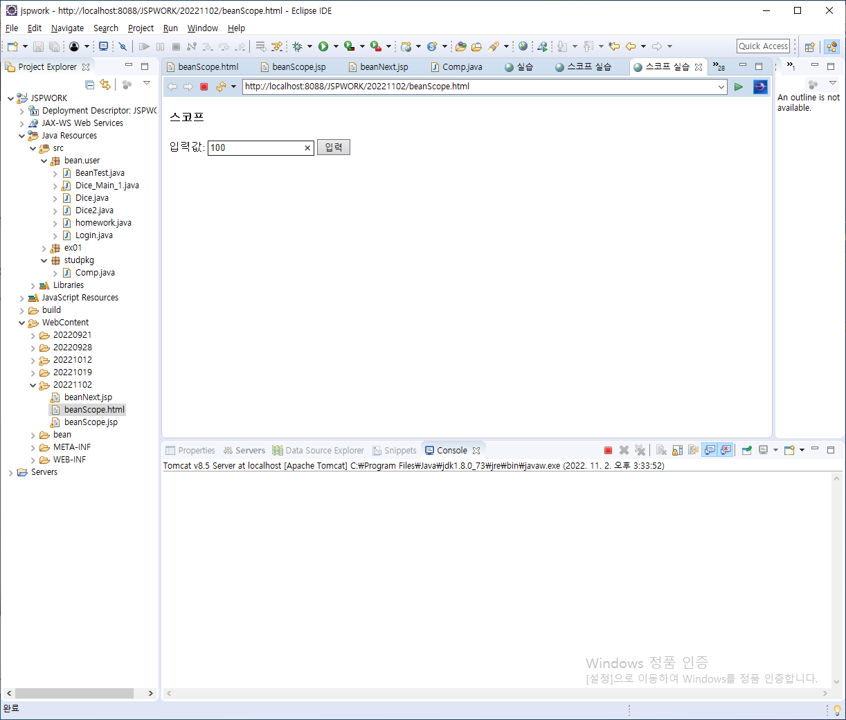 jspwork - http://localhost:8088/JSPWORK/20221102/beanScope.html - Eclipse IDE
File Edit Navigate Search Project Run Window Help
Quick Access
Project Explorer
beanScope.html beanScope.jsp beanNext.jsp Comp.java 실습 스코프 실습 스코프 실습 »28 »1
http://localhost:8088/JSPWORK/20221102/beanScope.html
An outline is not available.
스코프
입력값: 100 입력
JSPWORK
Deployment Descriptor: JSPWO
JAX-WS Web Services
Java Resources
src
bean.user
BeanTest.java
Dice_Main_1.java
Dice.java
Dice2.java
homework.java
Login.java
ex01
studpkg
Comp.java
Libraries
JavaScript Resources
build
WebContent
20220921
20220928
20221012
20221019
20221102
beanNext.jsp
beanScope.html
beanScope.jsp
bean
META-INF
WEB-INF
Servers
Properties Servers Data Source Explorer Snippets Console
Tomcat v8.5 Server at localhost [Apache Tomcat] C:₩Program Files₩Java₩jdk1.8.0_73₩jre₩bin₩javaw.exe (2022. 11. 2. 오후 3:33:52)
Windows 정품 인증
[설정]으로 이동하여 Windows를 정품 인증합니다.
완료